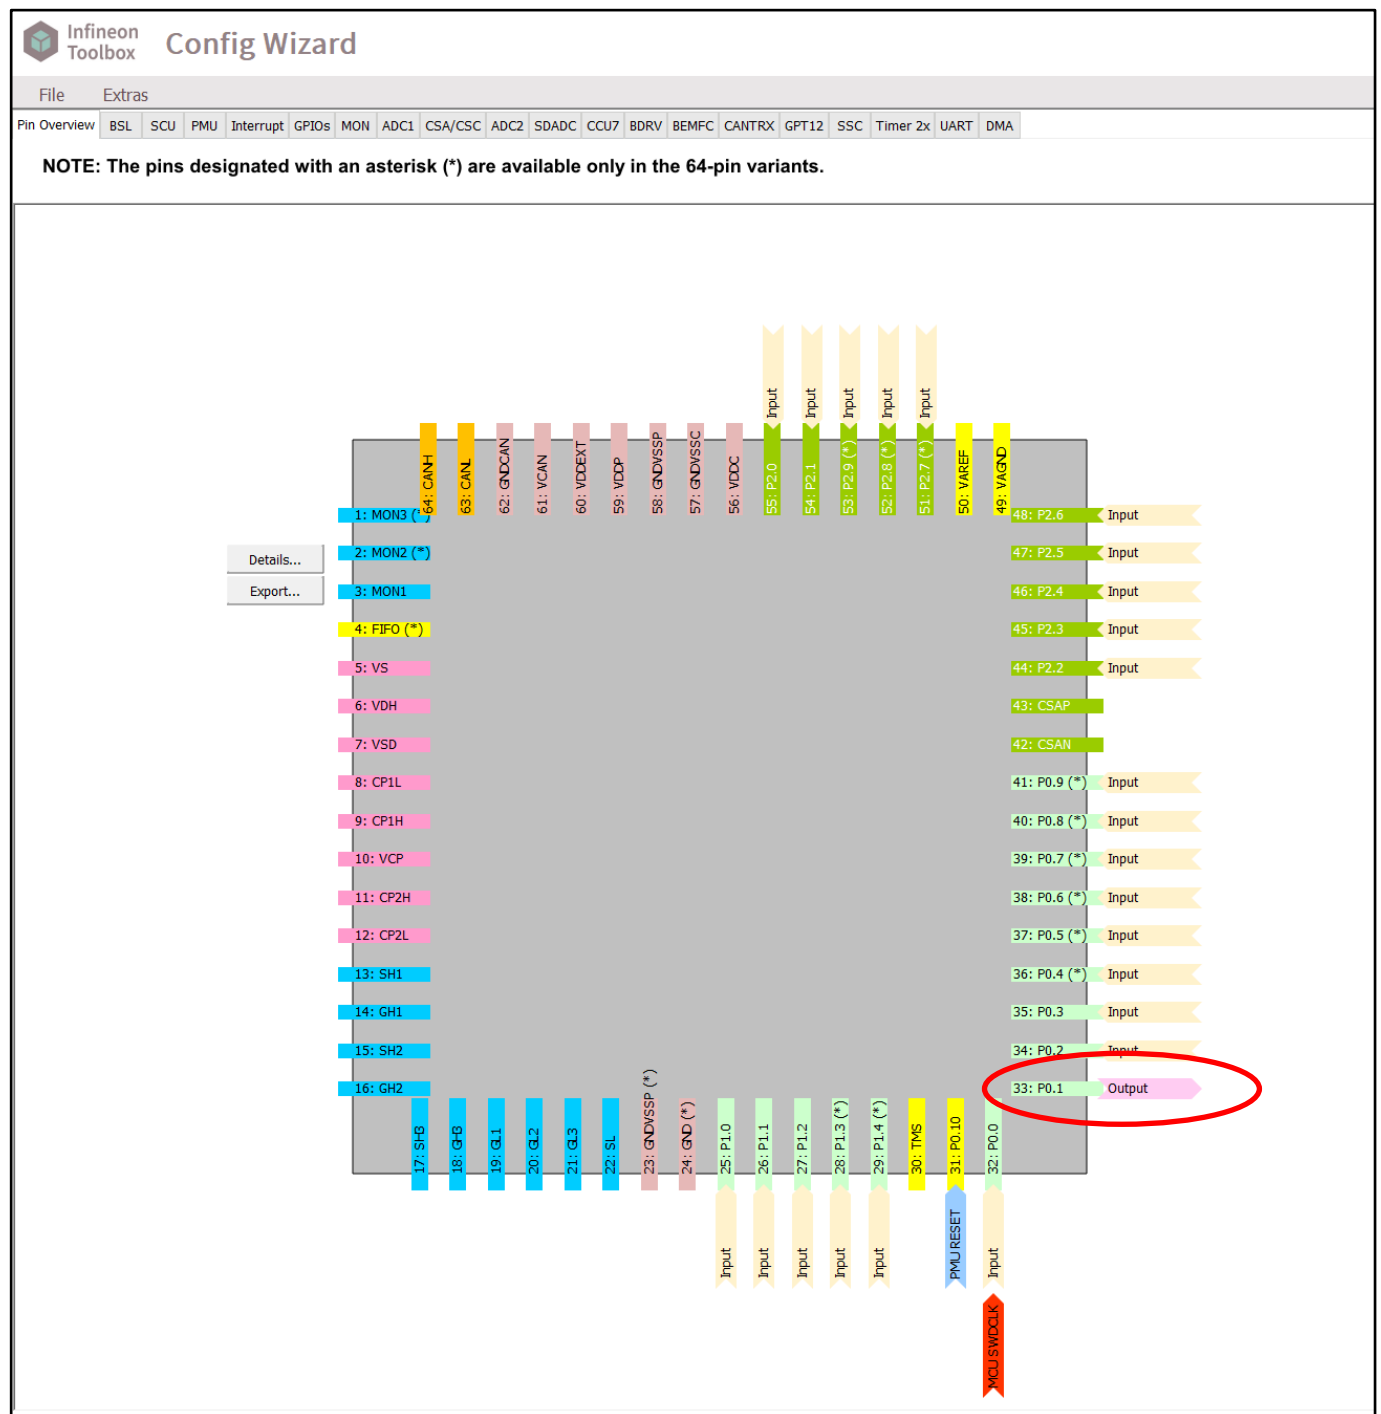 Infineon
Toolbox
Config Wizard
File Extras
Pin Overview BSL SCU PMU Interrupt GPIOs MON ADC1 CSA/CSC ADC2 SDADC CCU7 BDRV BEMFC CANTRX GPT12 SSC Timer 2x UART DMA
NOTE: The pins designated with an asterisk (*) are available only in the 64-pin variants.
Input
Input
Input
Input
Input
64: CANH
63: CANL
62: GNDCAN
61: VCAN
60: VDDEXT
59: VDDP
58: GNDVSSP
57: GNDVSSC
56: VDDC
55: P2.0
54: P2.1
53: P2.9 (*)
52: P2.8 (*)
51: P2.7 (*)
50: VAREF
49: VAGND
Details...
Export...
1: MON3 (*)
2: MON2 (*)
3: MON1
4: FIFO (*)
5: VS
6: VDH
7: VSD
8: CP1L
9: CP1H
10: VCP
11: CP2H
12: CP2L
13: SH1
14: GH1
15: SH2
16: GH2
48: P2.6 Input
47: P2.5 Input
46: P2.4 Input
45: P2.3 Input
44: P2.2 Input
43: CSAP
42: CSAN
41: P0.9 (*) Input
40: P0.8 (*) Input
39: P0.7 (*) Input
38: P0.6 (*) Input
37: P0.5 (*) Input
36: P0.4 (*) Input
35: P0.3 Input
34: P0.2 Input
33: P0.1 Output
17: SH3
18: GH3
19: GL1
20: GL2
21: GL3
22: SL
23: GNDVSSP (*)
24: GND (*)
25: P1.0
26: P1.1
27: P1.2
28: P1.3 (*)
29: P1.4 (*)
30: TMS
31: P0.10
32: P0.0
Input
Input
Input
Input
Input
PMU RESET
Input
MCU SWDCLK